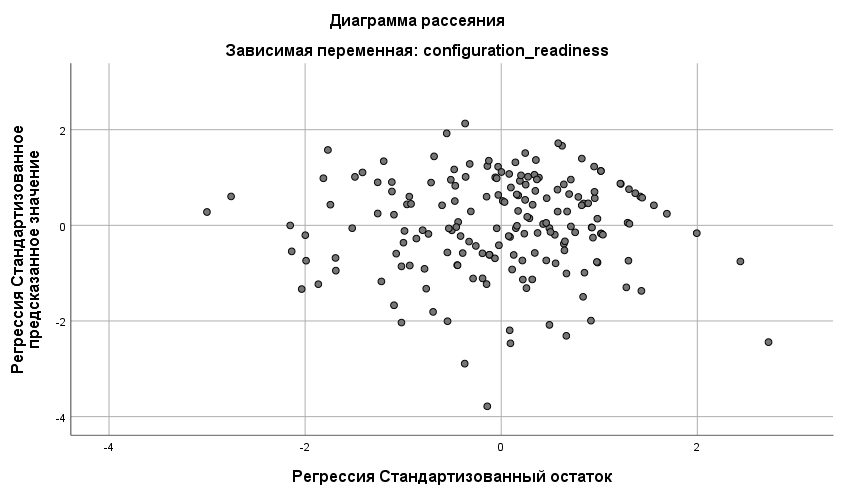 Диаграмма рассеяния
Зависимая переменная: configuration_readiness
Регрессия Стандартизованное
предсказанное значение
2
0
-2
-4
-4
-2
0
2
Регрессия Стандартизованный остаток